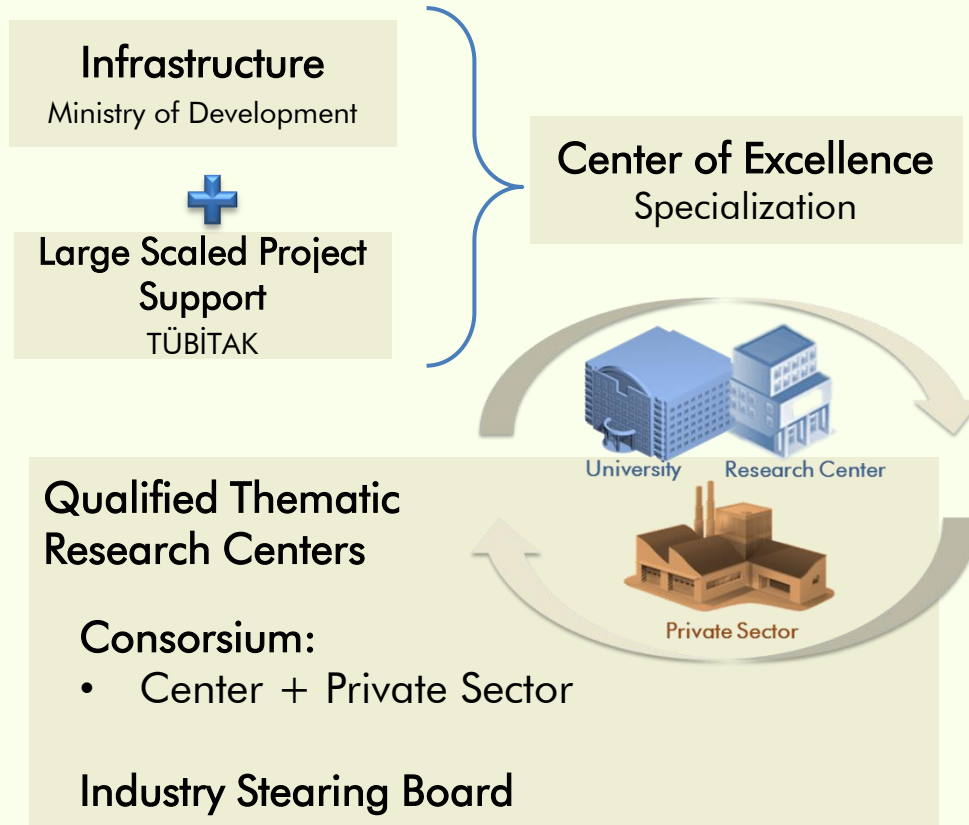 Infrastructure
Ministry of Development
Large Scaled Project
Support
TÜBİTAK
Center of Excellence
Specialization
University
Research Center
Private Sector
Qualified Thematic
Research Centers
Consorsium:
• Center + Private Sector
Industry Stearing Board